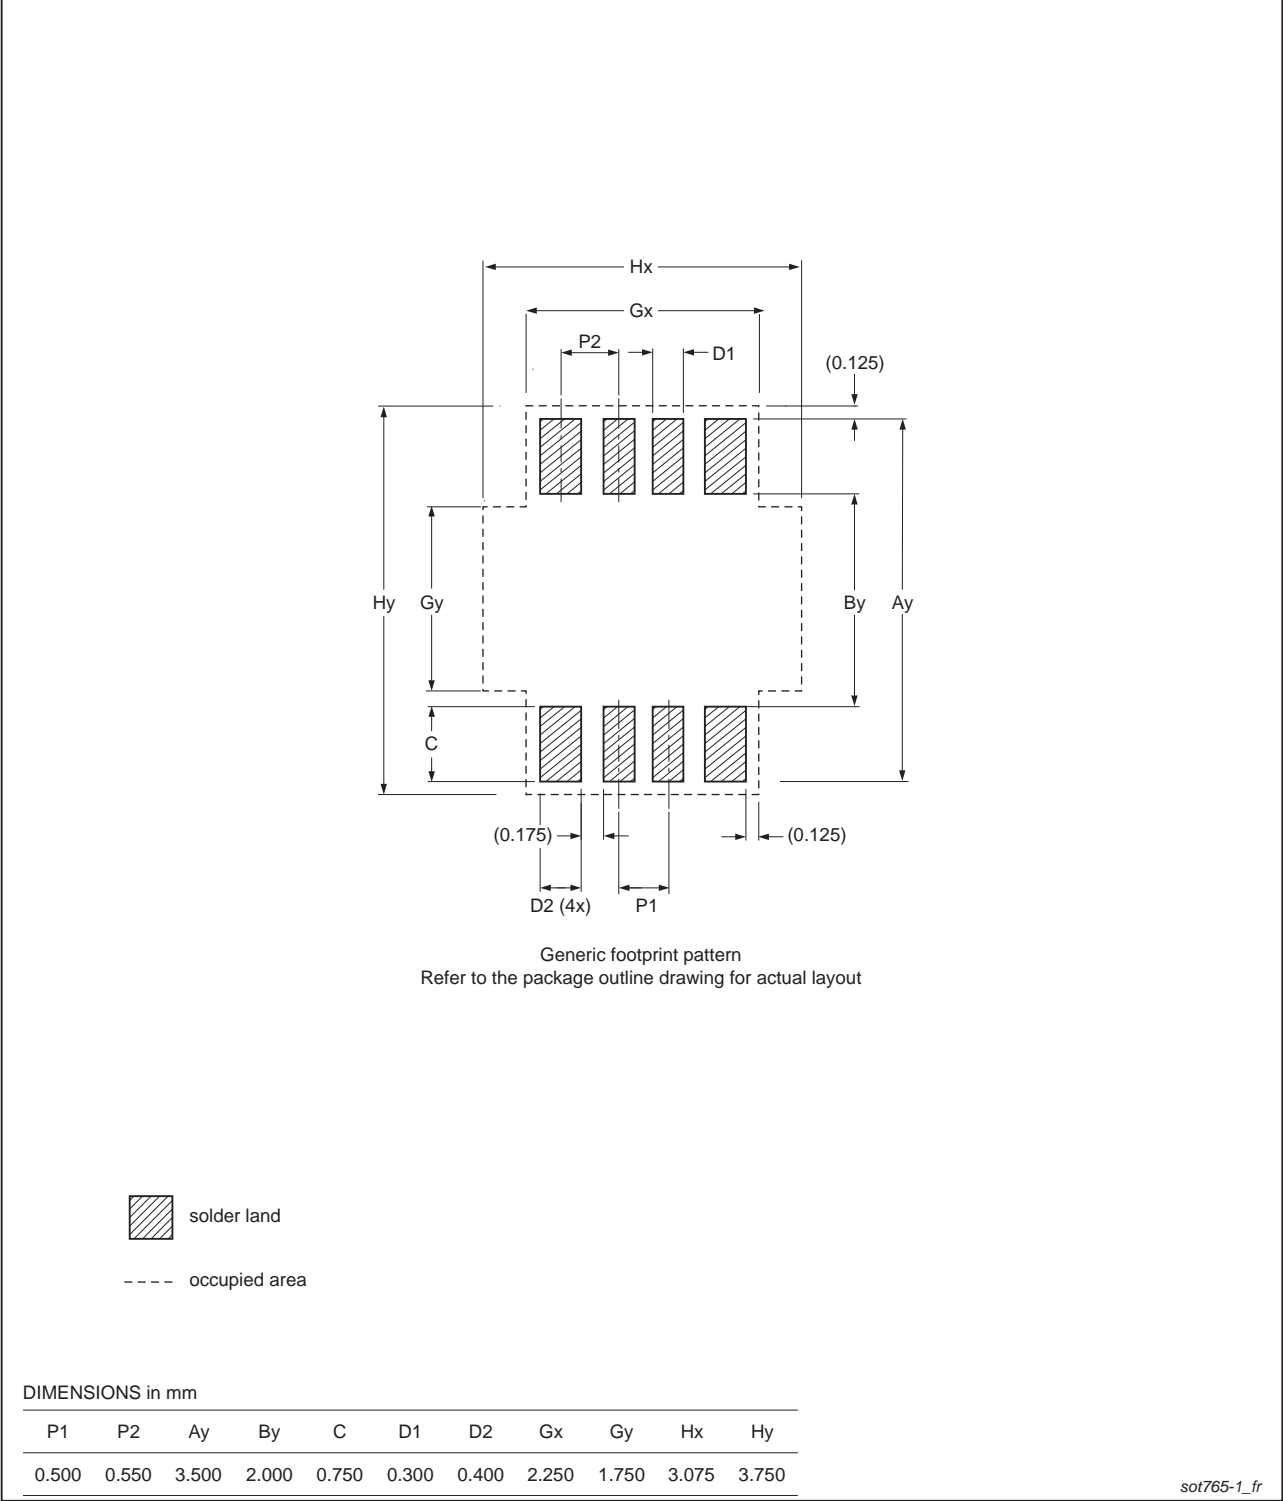 Hx
Gx
P2
D1
(0.125)
Hy
Gy
By
Ay
C
(0.175)
(0.125)
D2 (4x)
P1
Generic footprint pattern
Refer to the package outline drawing for actual layout
solder land
occupied area
DIMENSIONS in mm
P1 P2 Ay By C D1 D2 Gx Gy Hx Hy
0.500 0.550 3.500 2.000 0.750 0.300 0.400 2.250 1.750 3.075 3.750
sot765-1_fr